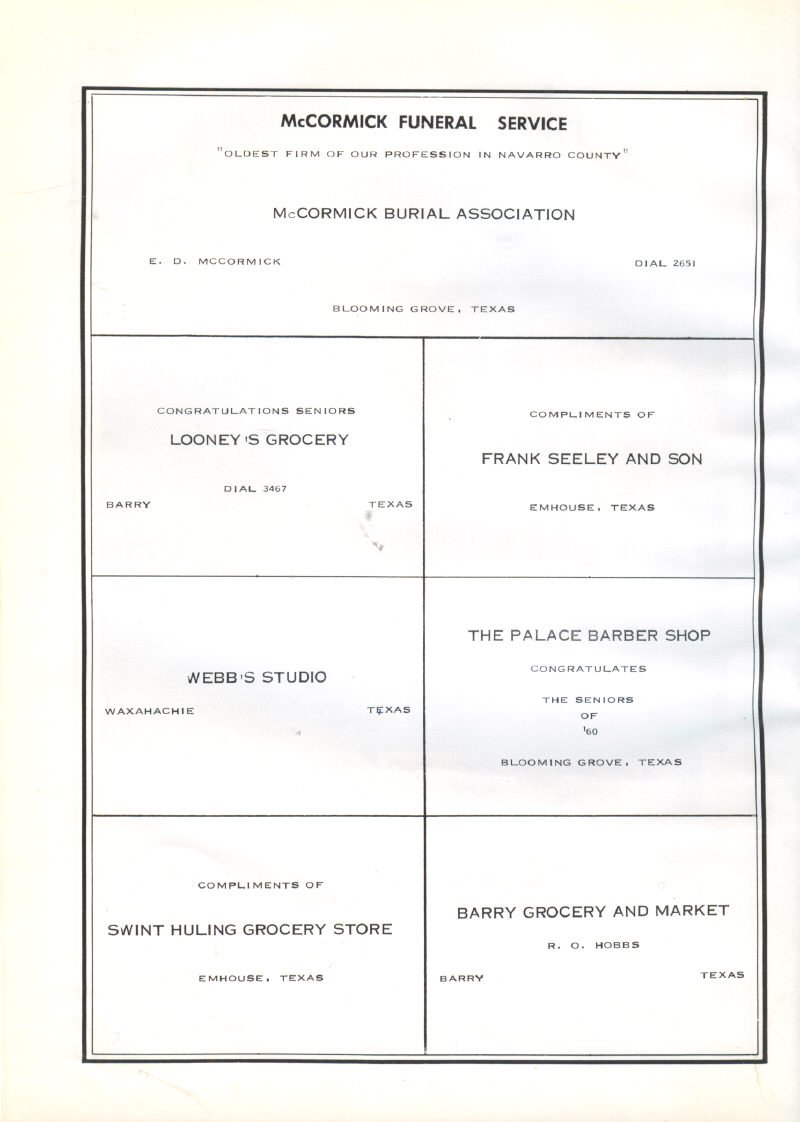 McCORMICK FUNERAL SERVICE
"OLDEST FIRM OF OUR PROFESSION IN NAVARRO COUNTY"
McCORMICK BURIAL ASSOCIATION
E. D. MCCORMICK DIAL 2651
BLOOMING GROVE, TEXAS
CONGRATULATIONS SENIORS
LOONEY'S GROCERY
DIAL 3467
BARRY TEXAS
COMPLIMENTS OF
FRANK SEELEY AND SON
EMHOUSE, TEXAS
WEBB'S STUDIO
WAXAHACHIE TEXAS
THE PALACE BARBER SHOP
CONGRATULATES
THE SENIORS
OF
'60
BLOOMING GROVE, TEXAS
COMPLIMENTS OF
SWINT HULING GROCERY STORE
EMHOUSE, TEXAS
BARRY GROCERY AND MARKET
R. O. HOBBS
BARRY TEXAS